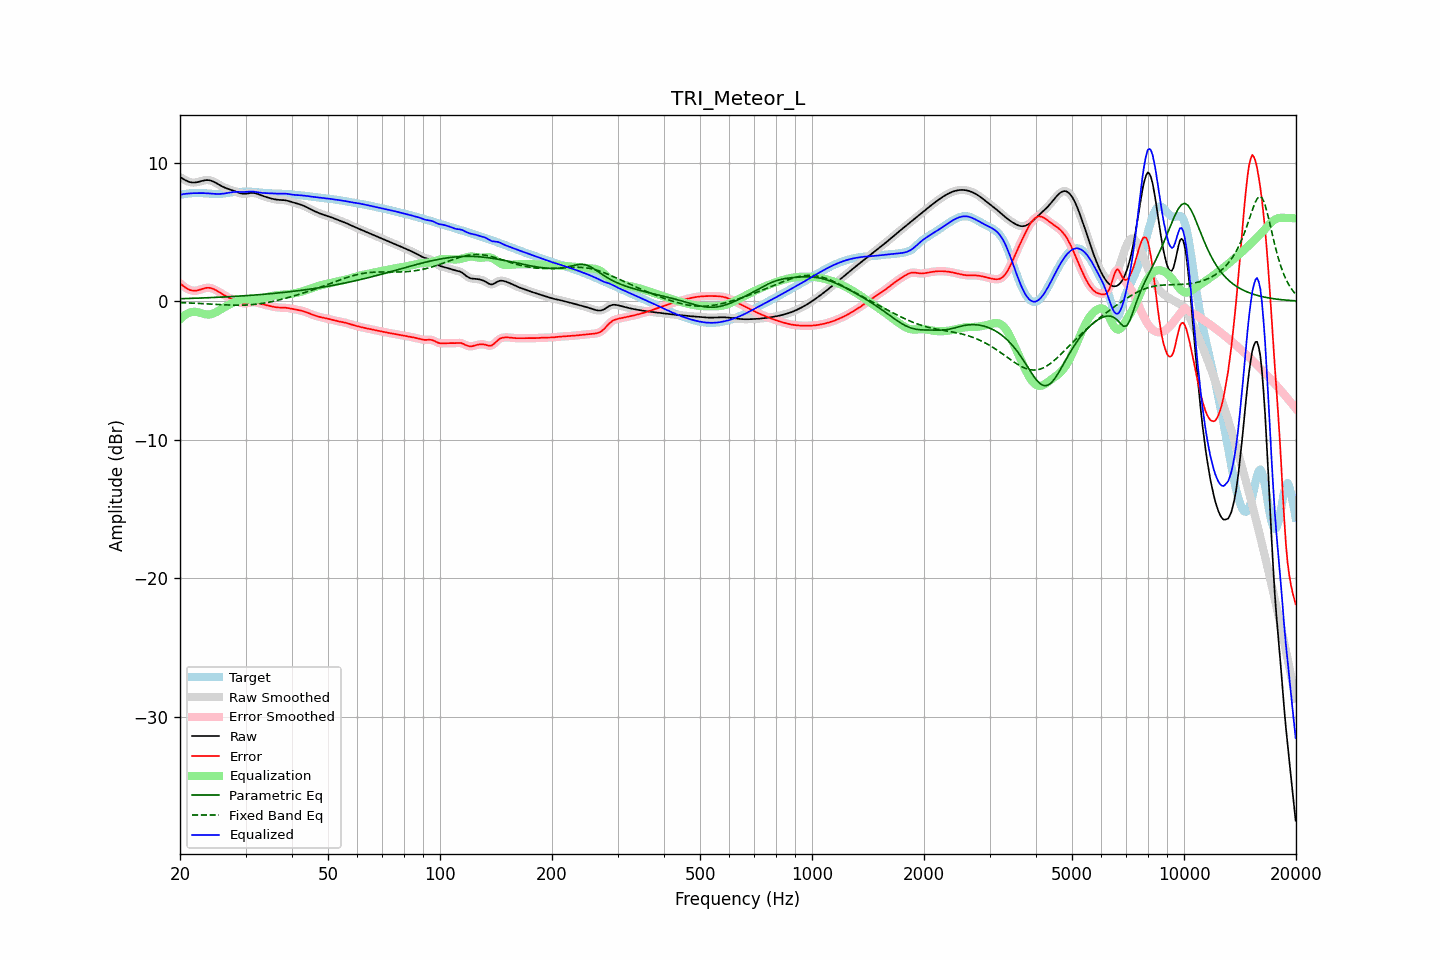 TRI_Meteor_L
Amplitude (dBr)
10
0
−10
−20
−30
Target
Raw Smoothed
Error Smoothed
Raw
Error
Equalization
Parametric Eq
Fixed Band Eq
Equalized
20 50 100 200 500 1000 2000 5000 10000 20000
Frequency (Hz)